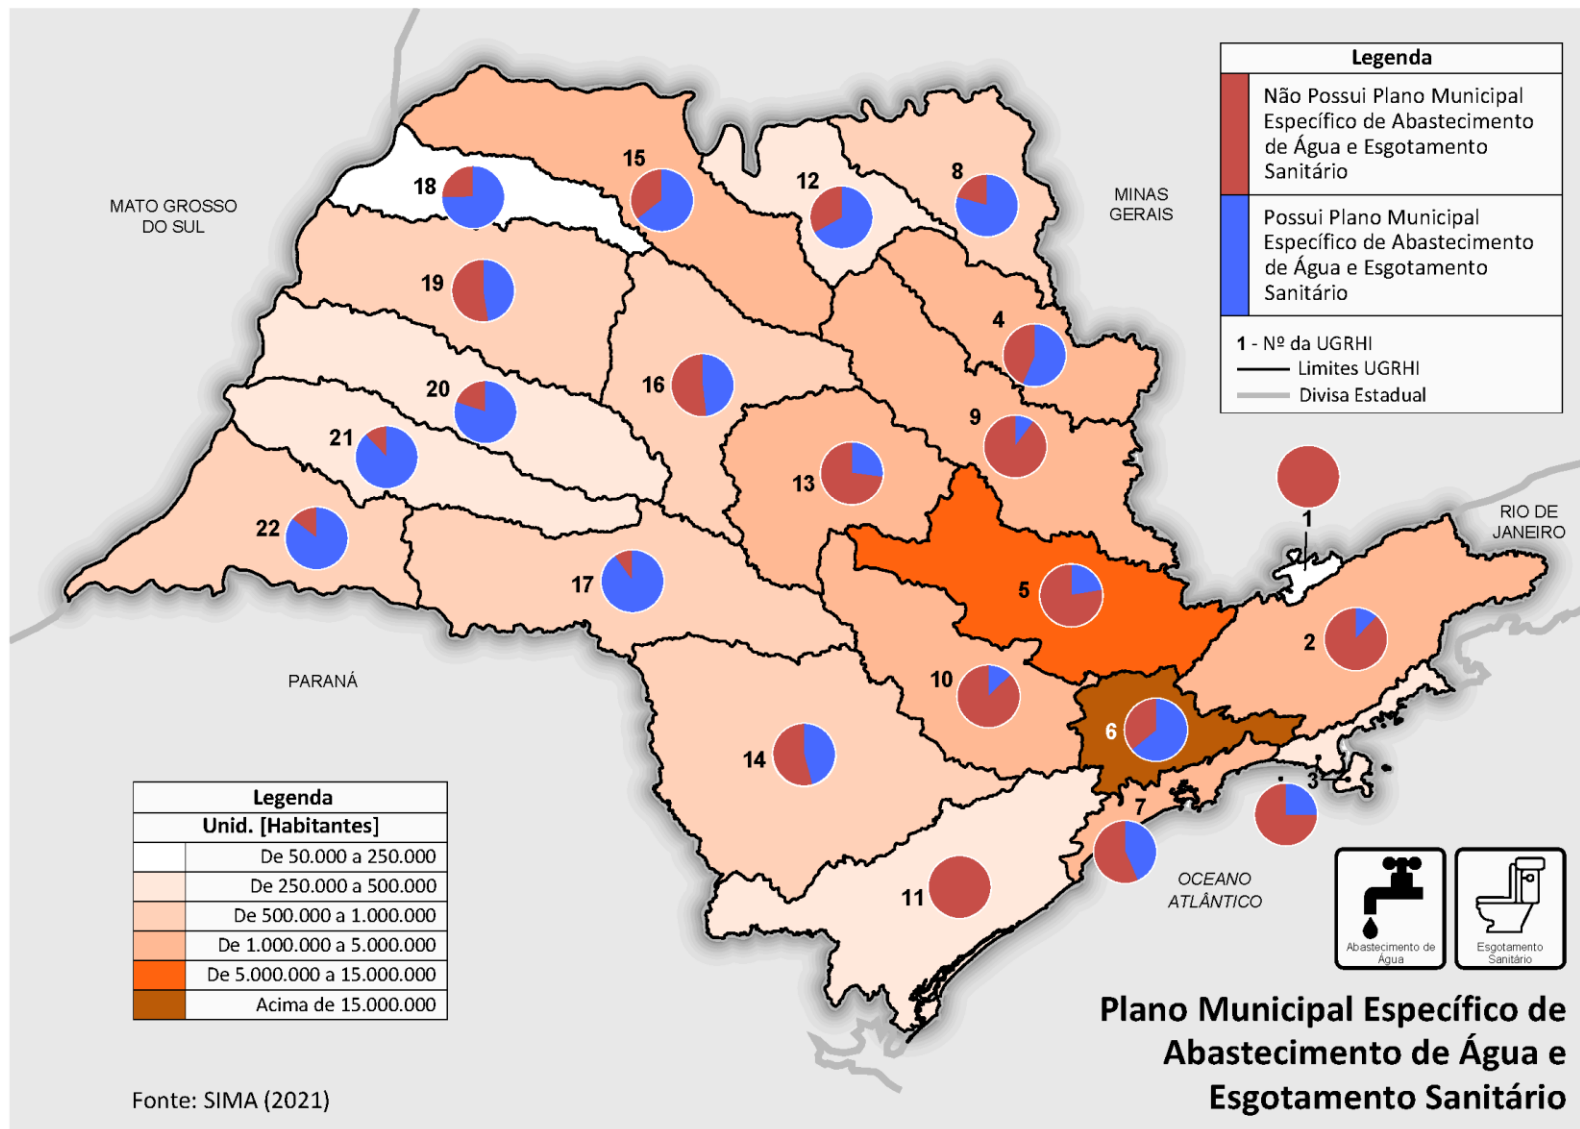 Legenda
Não Possui Plano Municipal
Específico de Abastecimento
de Água e Esgotamento
Sanitário
Possui Plano Municipal
Específico de Abastecimento
de Água e Esgotamento
Sanitário
1 - Nº da UGRHI
Limites UGRHI
Divisa Estadual
MATO GROSSO
DO SUL
MINAS
GERAIS
RIO DE
JANEIRO
PARANÁ
OCEANO
ATLÂNTICO
15
18
12
8
19
4
16
20
9
21
13
22
1
17
5
2
10
6
14
3
7
11
Legenda
Unid. [Habitantes]
De 50.000 a 250.000
De 250.000 a 500.000
De 500.000 a 1.000.000
De 1.000.000 a 5.000.000
De 5.000.000 a 15.000.000
Acima de 15.000.000
Abastecimento de
Água
Esgotamento
Sanitário
Plano Municipal Específico de
Abastecimento de Água e
Esgotamento Sanitário
Fonte: SIMA (2021)